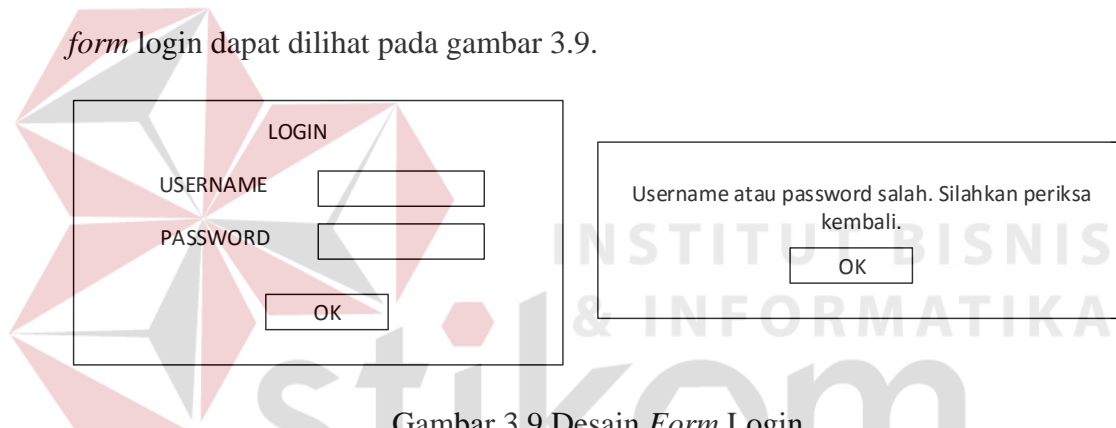 form login dapat dilihat pada gambar 3.9.
LOGIN
USERNAME
PASSWORD
OK
Username atau password salah. Silahkan periksa
kembali.
OK
INSTITUT BISNIS
& INFORMATIKA
stikom
Gambar 3.9 Desain Form Login